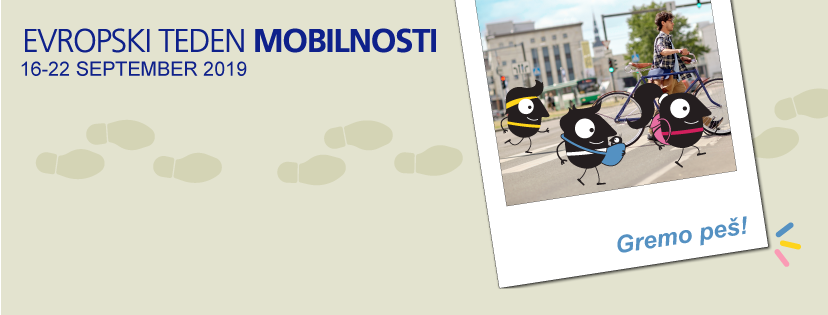 EVROPSKI TEDEN MOBILNOSTI
16-22 SEPTEMBER 2019
Gremo peš!